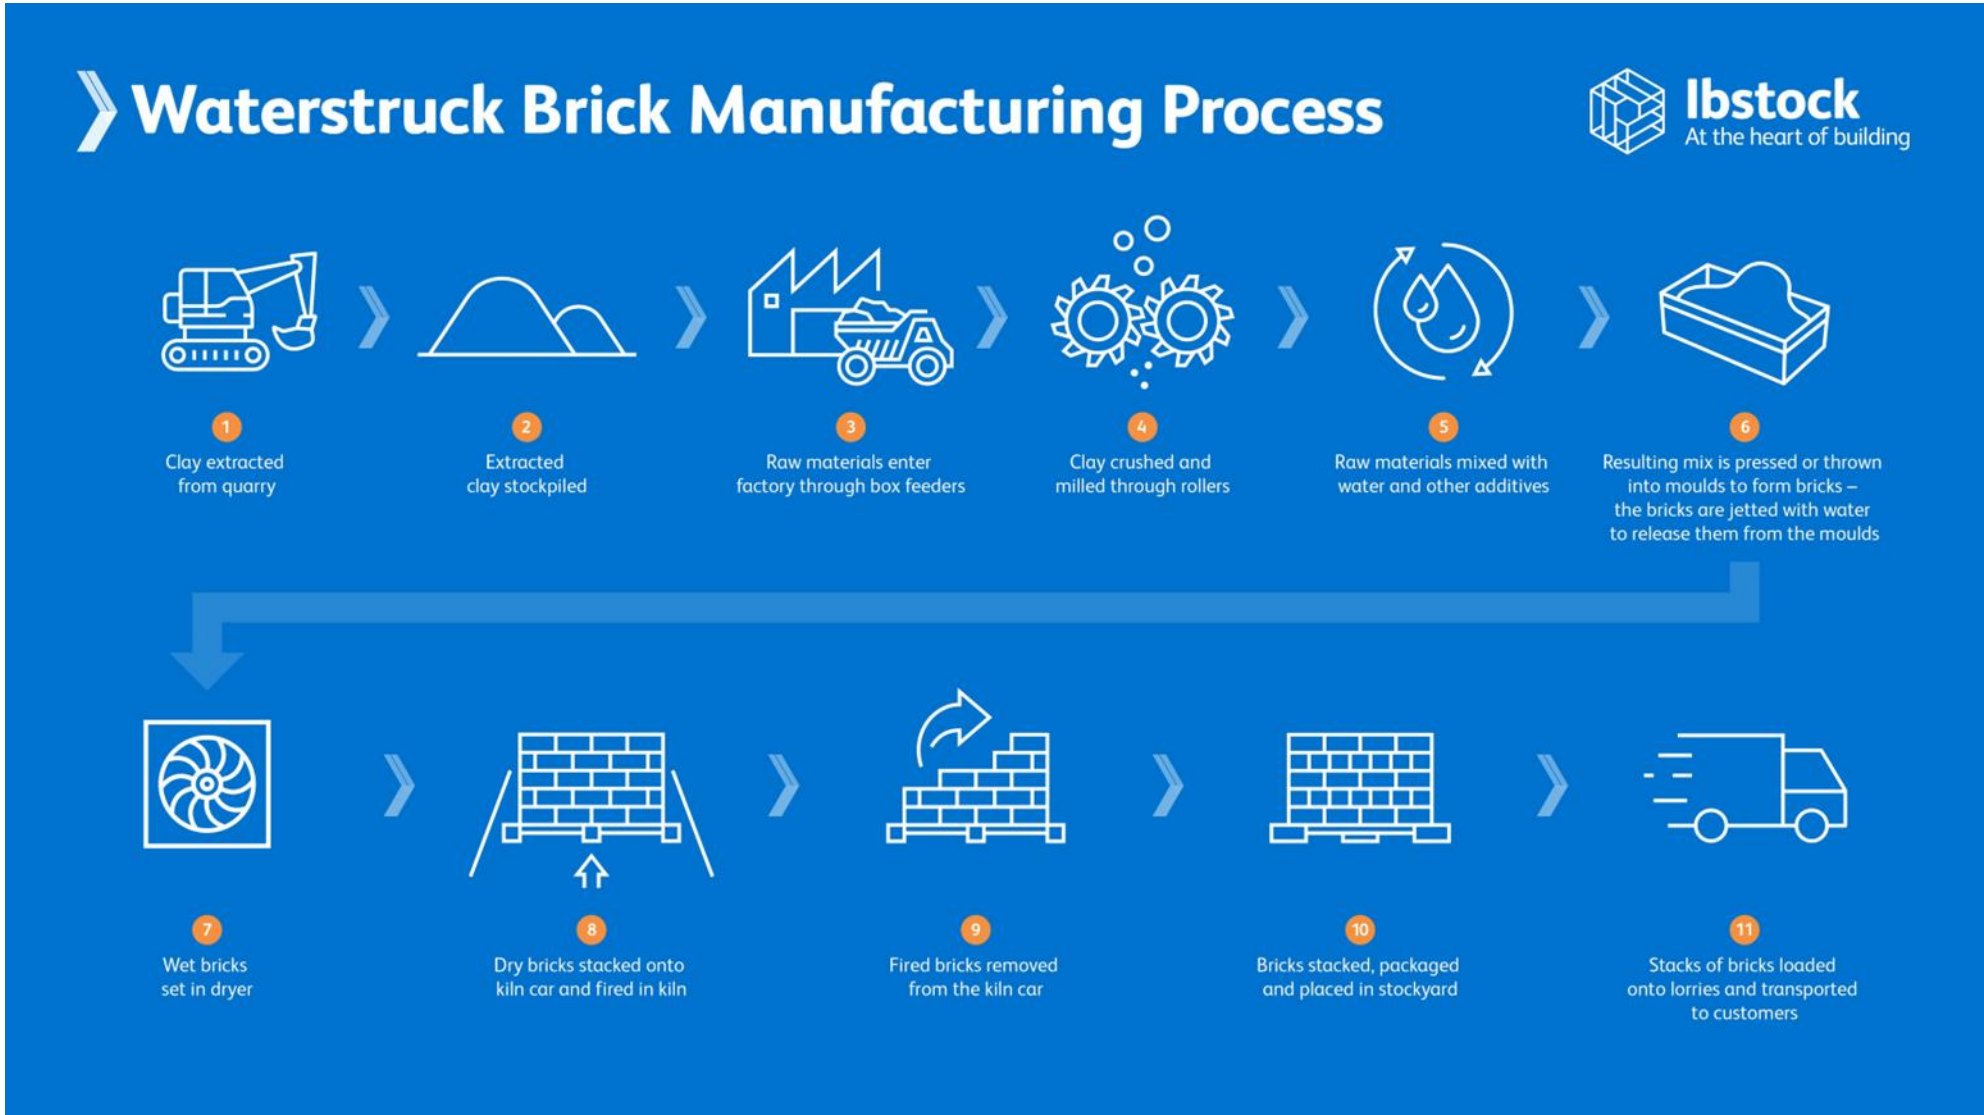 Waterstruck Brick Manufacturing Process
Ibstock
At the heart of building
1
Clay extracted
from quarry
2
Extracted
clay stockpiled
3
Raw materials enter
factory through box feeders
4
Clay crushed and
milled through rollers
5
Raw materials mixed with
water and other additives
6
Resulting mix is pressed or thrown
into moulds to form bricks –
the bricks are jetted with water
to release them from the moulds
7
Wet bricks
set in dryer
8
Dry bricks stacked onto
kiln car and fired in kiln
9
Fired bricks removed
from the kiln car
10
Bricks stacked, packaged
and placed in stockyard
11
Stacks of bricks loaded
onto lorries and transported
to customers